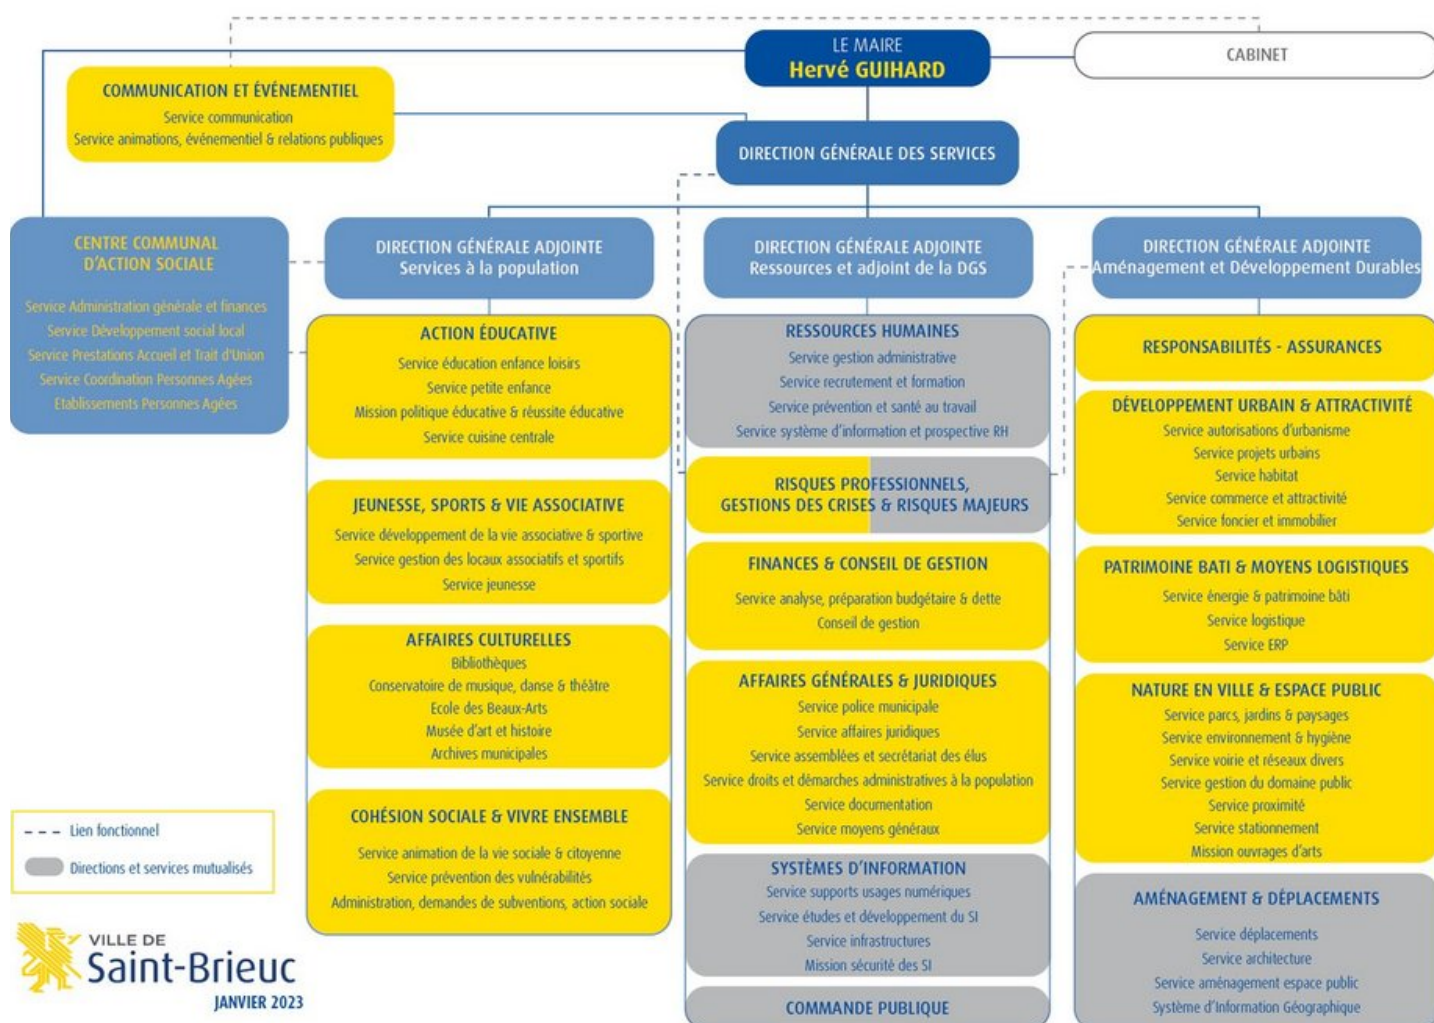 LE MAIRE
Hervé GUIHARD
CABINET
COMMUNICATION ET ÉVÉNEMENTIEL
Service communication
Service animations, événementiel & relations publiques
DIRECTION GÉNÉRALE DES SERVICES
CENTRE COMMUNAL
D'ACTION SOCIALE
Service Administration générale et finances
Service Développement social local
Service Prestations Accueil et Trait d'Union
Service Coordination Personnes Agées
Etablissements Personnes Agées
DIRECTION GÉNÉRALE ADJOINTE
Services à la population
ACTION ÉDUCATIVE
Service éducation enfance loisirs
Service petite enfance
Mission politique éducative & réussite éducative
Service cuisine centrale
JEUNESSE, SPORTS & VIE ASSOCIATIVE
Service développement de la vie associative & sportive
Service gestion des locaux associatifs et sportifs
Service jeunesse
AFFAIRES CULTURELLES
Bibliothèques
Conservatoire de musique, danse & théâtre
Ecole des Beaux-Arts
Musée d'art et histoire
Archives municipales
COHÉSION SOCIALE & VIVRE ENSEMBLE
Service animation de la vie sociale & citoyenne
Service prévention des vulnérabilités
Administration, demandes de subventions, action sociale
DIRECTION GÉNÉRALE ADJOINTE
Ressources et adjoint de la DGS
RESSOURCES HUMAINES
Service gestion administrative
Service recrutement et formation
Service prévention et santé au travail
Service système d'information et prospective RH
RISQUES PROFESSIONNELS,
GESTIONS DES CRISES & RISQUES MAJEURS
FINANCES & CONSEIL DE GESTION
Service analyse, préparation budgétaire & dette
Conseil de gestion
AFFAIRES GÉNÉRALES & JURIDIQUES
Service police municipale
Service affaires juridiques
Service assemblées et secrétariat des élus
Service droits et démarches administratives à la population
Service documentation
Service moyens généraux
SYSTÈMES D'INFORMATION
Service supports usages numériques
Service études et développement du SI
Service infrastructures
Mission sécurité des SI
COMMANDE PUBLIQUE
DIRECTION GÉNÉRALE ADJOINTE
Aménagement et Développement Durables
RESPONSABILITÉS - ASSURANCES
DÉVELOPPEMENT URBAIN & ATTRACTIVITÉ
Service autorisations d'urbanisme
Service projets urbains
Service habitat
Service commerce et attractivité
Service foncier et immobilier
PATRIMOINE BATI & MOYENS LOGISTIQUES
Service énergie & patrimoine bâti
Service logistique
Service ERP
NATURE EN VILLE & ESPACE PUBLIC
Service parcs, jardins & paysages
Service environnement & hygiène
Service voirie et réseaux divers
Service gestion du domaine public
Service proximité
Service stationnement
Mission ouvrages d'arts
AMÉNAGEMENT & DÉPLACEMENTS
Service déplacements
Service architecture
Service aménagement espace public
Système d'Information Géographique
Lien fonctionnel
Directions et services mutualisés
VILLE DE
Saint-Brieuc
JANVIER 2023